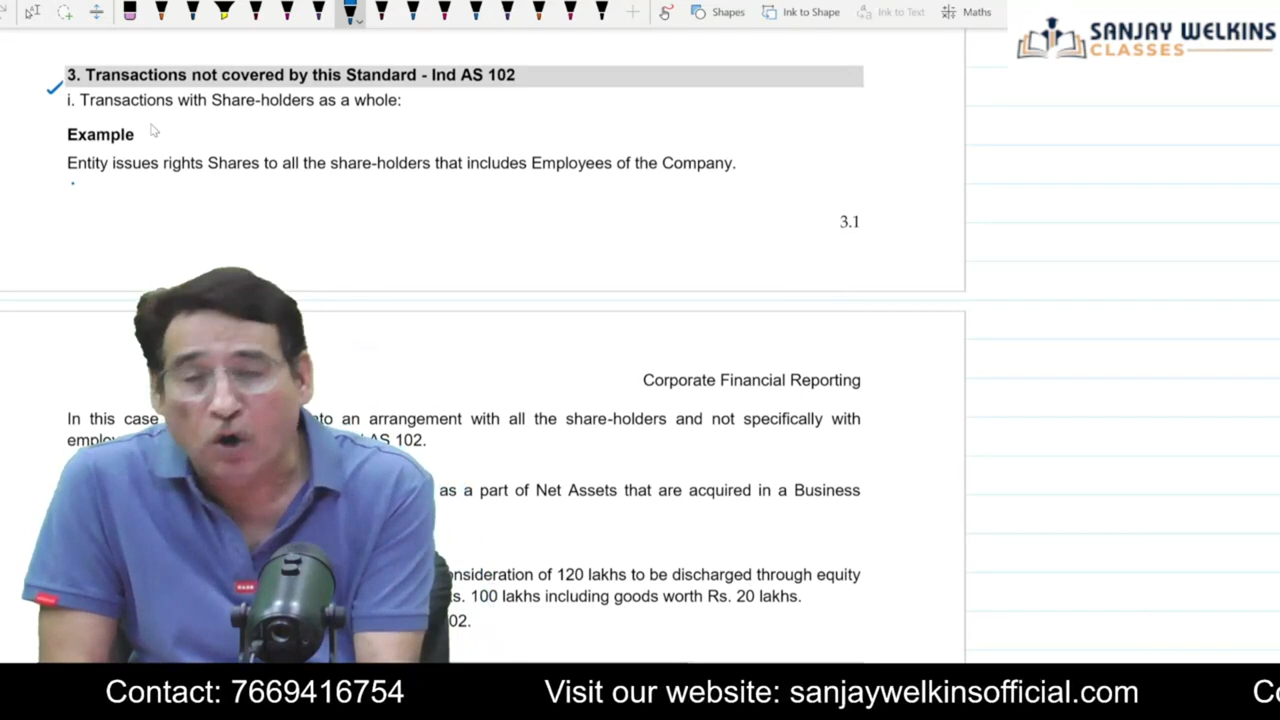 Shapes
Ink to Shape
Ink to Text
Maths
SANJAY WELKINS
CLASSES
3. Transactions not covered by this Standard - Ind AS 102
i. Transactions with Share-holders as a whole:
Example
Entity issues rights Shares to all the share-holders that includes Employees of the Company.
3.1
Corporate Financial Reporting
In this case an arrangement with all the share-holders and not specifically with
102.
as a part of Net Assets that are acquired in a Business
of 120 lakhs to be discharged through equity
100 lakhs including goods worth Rs. 20 lakhs.
Contact: 7669416754 Visit our website: sanjaywelkinsofficial.com